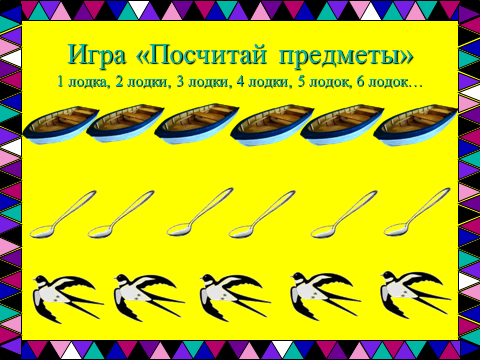 Игра «Посчитай предметы»
1 лодка, 2 лодки, 3 лодки, 4 лодки, 5 лодок, 6 лодок…